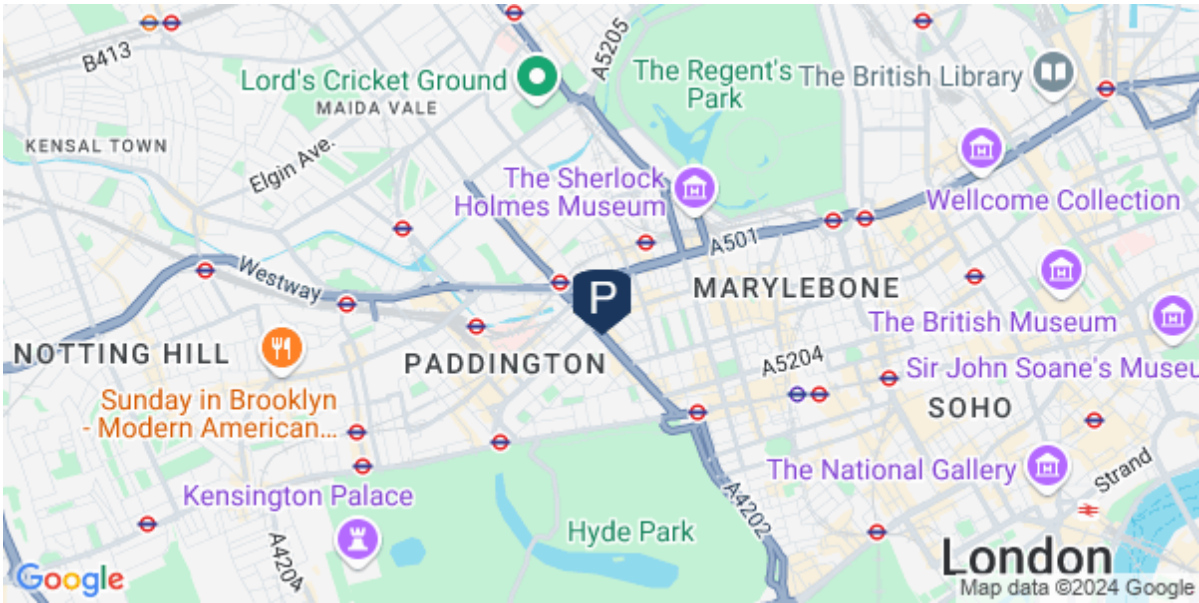 B413
A5205
Lord's Cricket Ground
MAIDA VALE
The Regent's
Park
The British Library
KENSAL TOWN
Elgin Ave.
The Sherlock
Holmes Museum
Wellcome Collection
A501
Westway
P
MARYLEBONE
The British Museum
NOTTING HILL
PADDINGTON
A5204
Sir John Soane's Museu
Sunday in Brooklyn
- Modern American...
SOHO
The National Gallery
Strand
Kensington Palace
A4202
Hyde Park
A4204
London
Google
Map data ©2024 Google